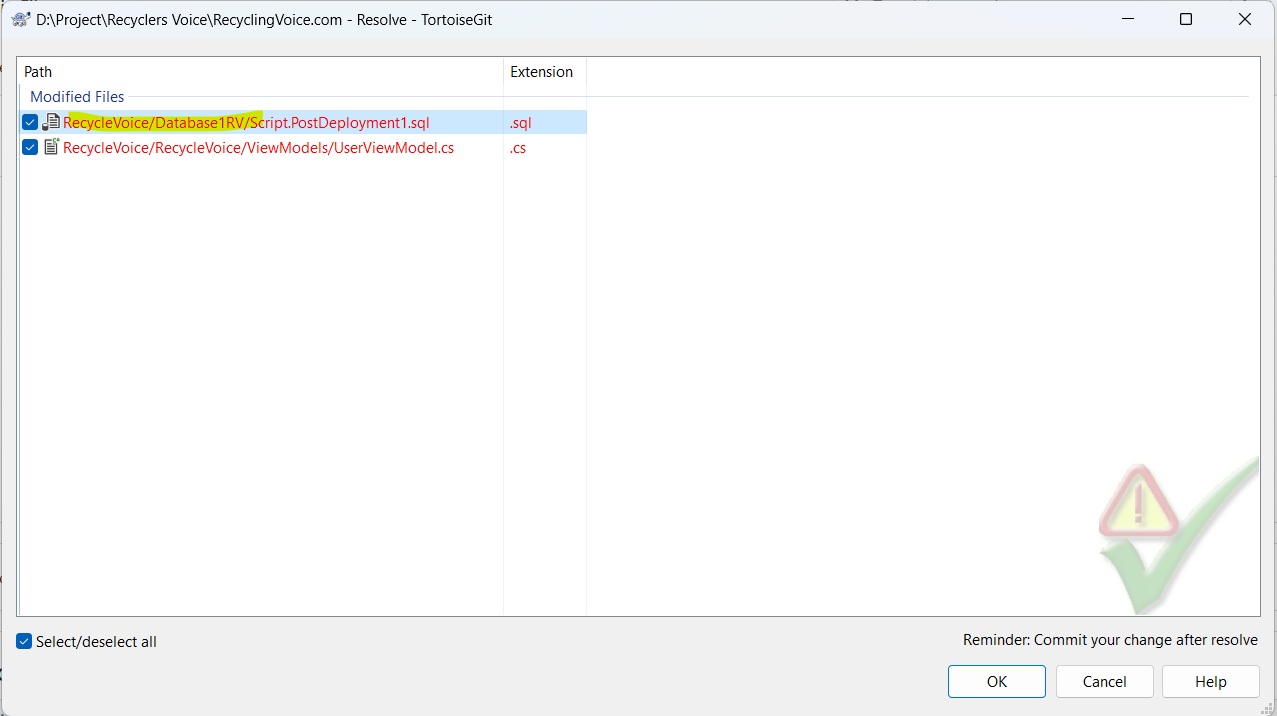 D:\Project\Recyclers Voice\RecyclingVoice.com - Resolve - TortoiseGit
Path Extension
Modified Files
RecycleVoice/Database1RV/Script.PostDeployment1.sql .sql
RecycleVoice/RecycleVoice/ViewModels/UserViewModel.cs .cs
Select/deselect all Reminder: Commit your change after resolve
OK Cancel Help